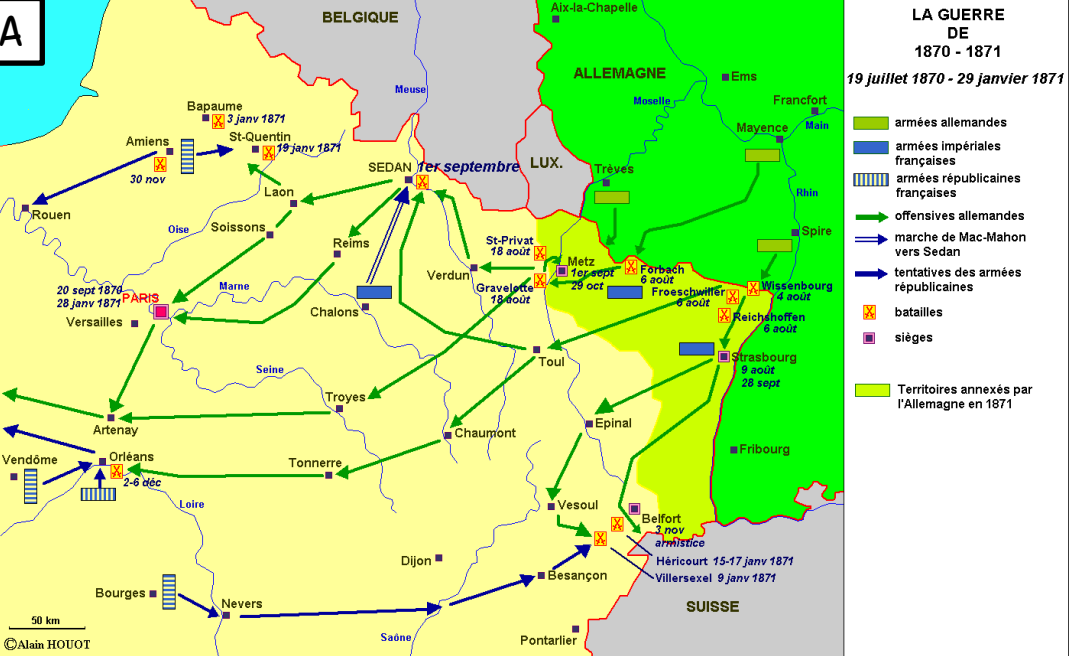 A
BELGIQUE
Aix-la-Chapelle
ALLEMAGNE
Ems
Meuse
Moselle
Francfort
Main
Mayence
Bapaume
3 janv 1871
St-Quentin
19 janv 1871
Amiens
30 nov
SEDAN
1er septembre
LUX.
Trèves
Rhin
Laon
Rouen
Soissons
Oise
Reims
Spire
St-Privat
18 août
Metz
1er sept
29 oct
Forbach
6 août
Verdun
Gravelotte
18 août
Froeschwiller
6 août
Wissenbourg
4 août
Reichshoffen
6 août
20 sept 1870
28 janv 1871
PARIS
Marne
Versailles
Chalons
Toul
Strasbourg
9 août
28 sept
Seine
Troyes
Artenay
Chaumont
Epinal
Fribourg
Vendôme
Orléans
2-6 déc
Tonnerre
Loire
Vesoul
Belfort
3 nov
armistice
Héricourt 15-17 janv 1871
Villersexel 9 janv 1871
Dijon
Besançon
Bourges
Nevers
SUISSE
Saône
Pontarlier
50 km
©Alain HOUOT
LA GUERRE
DE
1870 - 1871
19 juillet 1870 - 29 janvier 1871
armées allemandes
armées impériales
françaises
armées républicaines
françaises
offensives allemandes
marche de Mac-Mahon
vers Sedan
tentatives des armées
républicaines
batailles
sièges
Territoires annexés par
l'Allemagne en 1871